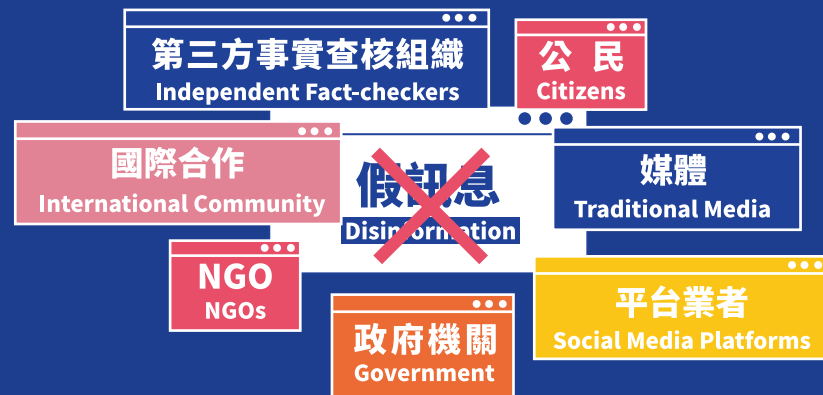 第三方事實查核組織
Independent Fact-checkers
公 民
Citizens
國際合作
International Community
假訊息
Disinformation
媒體
Traditional Media
NGO
NGOs
政府機關
Government
平台業者
Social Media Platforms